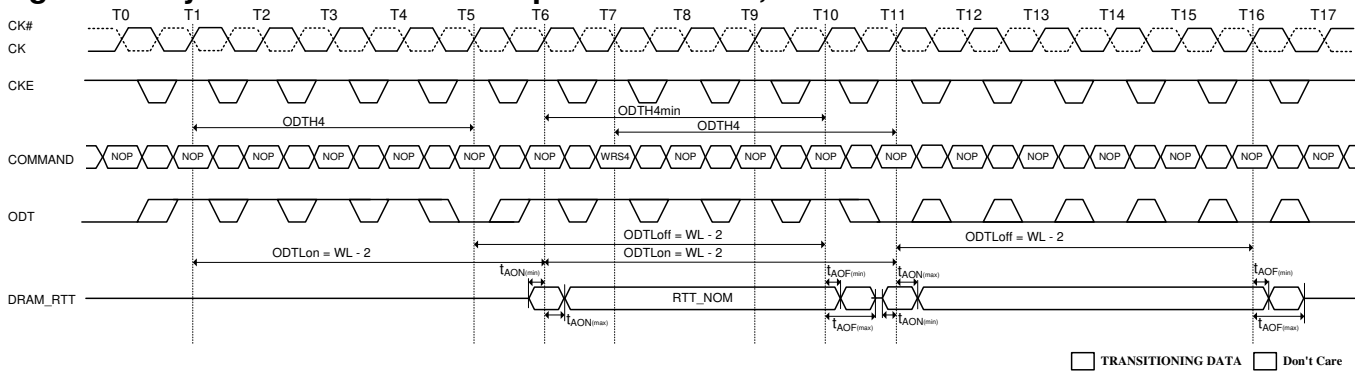 T0 T1 T2 T3 T4 T5 T6 T7 T8 T9 T10 T11 T12 T13 T14 T15 T16 T17
CK#
CK
CKE
ODTH4min
ODTH4 ODTH4
COMMAND NOP NOP NOP NOP NOP NOP NOP WRS4 NOP NOP NOP NOP NOP NOP NOP NOP NOP NOP
ODT
ODTLoff = WL - 2 ODTLoff = WL - 2
ODTLon = WL - 2 ODTLon = WL - 2
tAON(min) tAOF(min) tAON(max) tAOF(min)
DRAM_RTT RTT_NOM
tAON(max) tAOF(max) tAON(min) tAOF(max)
TRANSITIONING DATA Don't Care